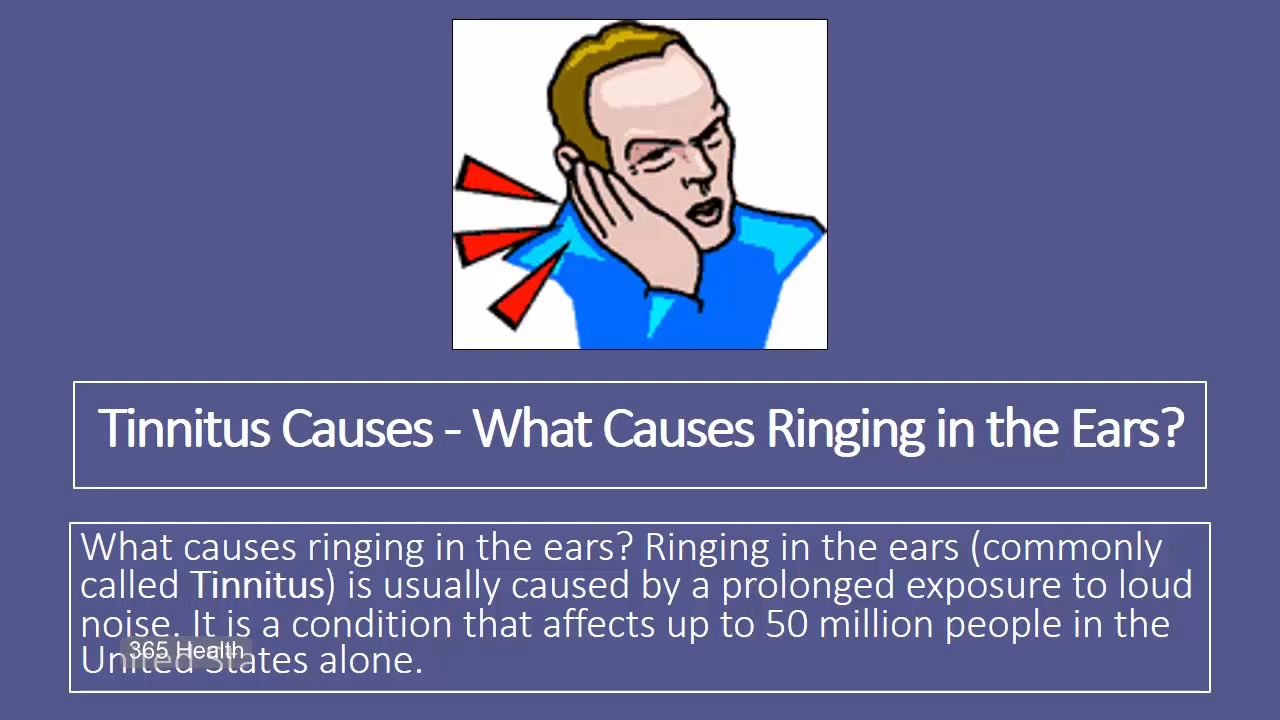 Tinnitus Causes - What Causes Ringing in the Ears?
What causes ringing in the ears? Ringing in the ears (commonly
called Tinnitus) is usually caused by a prolonged exposure to loud
noise. It is a condition that affects up to 50 million people in the
United States alone.
365 Health